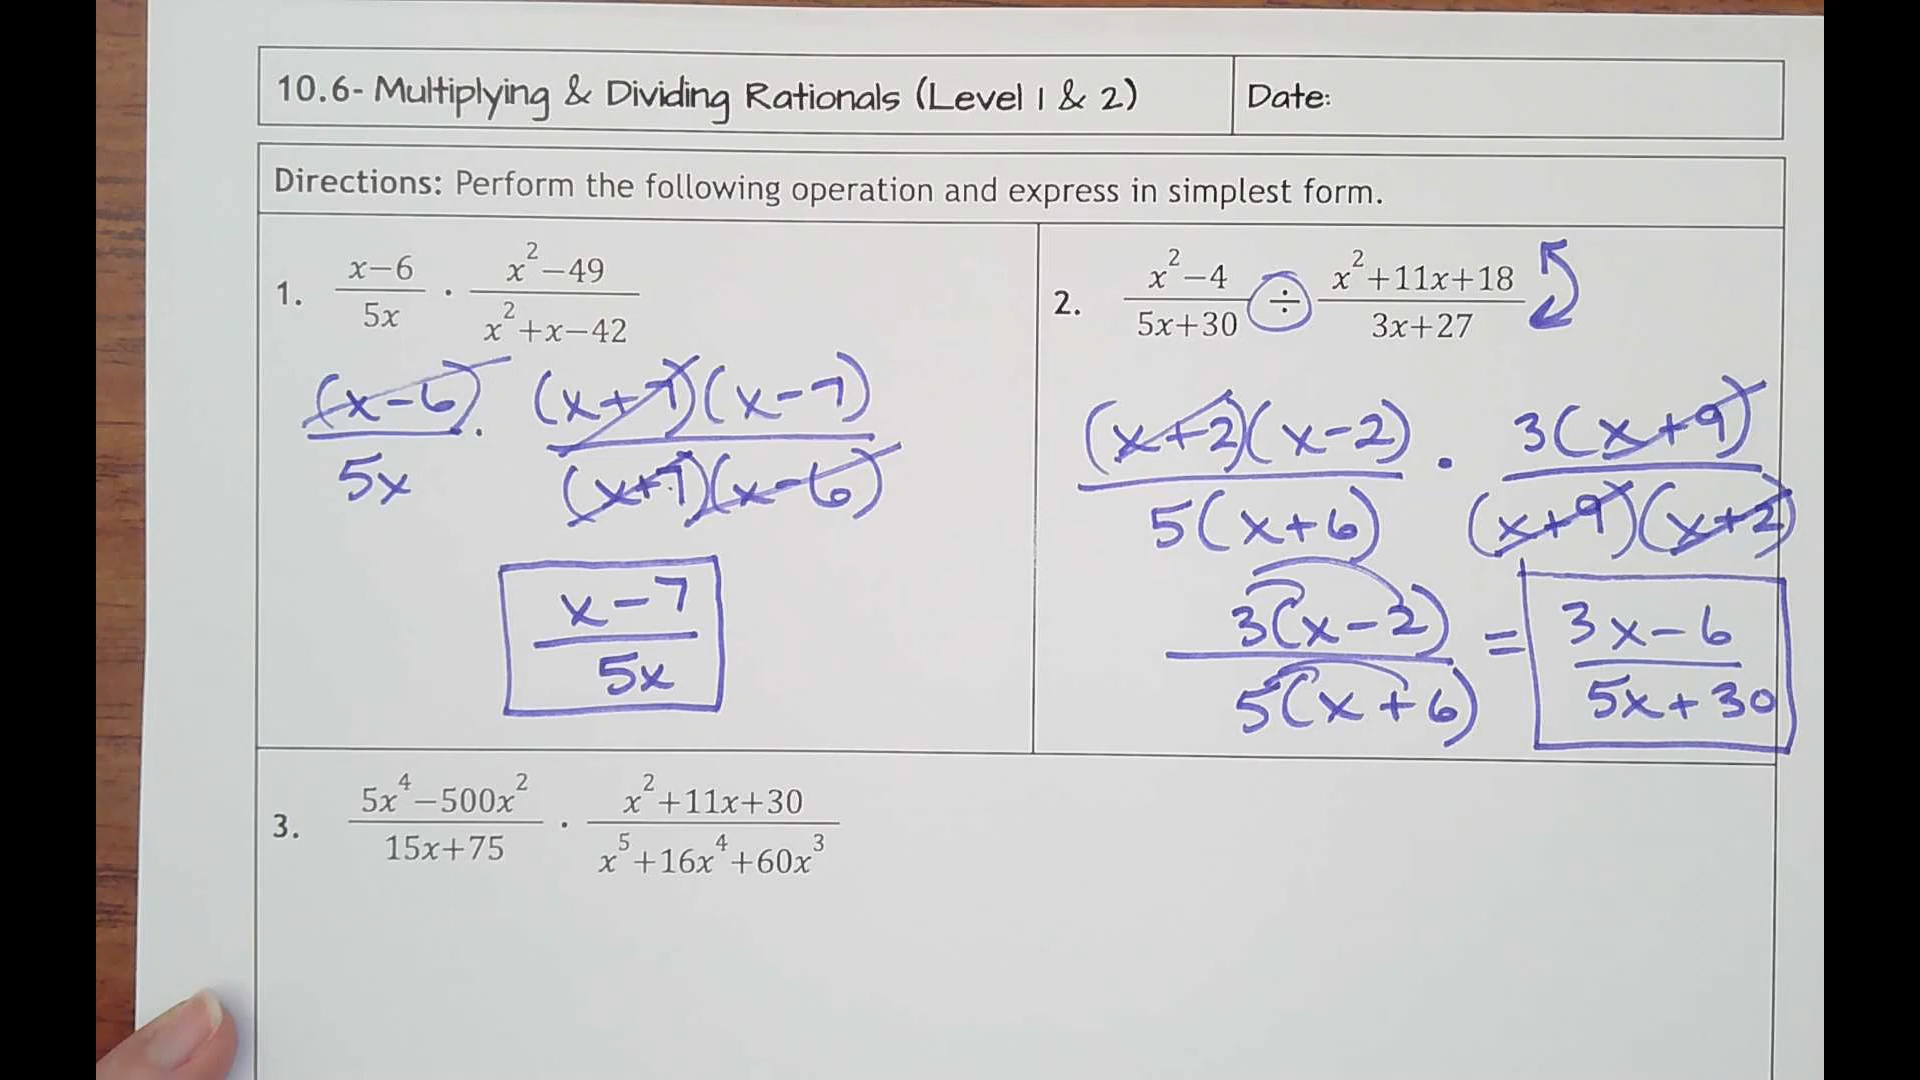 10.6- Multiplying & Dividing Rationals (Level 1 & 2)
Date:
Directions: Perform the following operation and express in simplest form.
1. (x−6)/(5x) · (x²−49)/(x²+x−42)
(x-6)/(5x) · (x+7)(x-7)/(x+7)(x-6)
(x-7)/(5x)
2. (x²−4)/(5x+30) ÷ (x²+11x+18)/(3x+27)
(x+2)(x-2)/5(x+6) · 3(x+9)/(x+9)(x+2)
3(x-2)/5(x+6) = (3x-6)/(5x+30)
3. (5x⁴−500x²)/(15x+75) · (x²+11x+30)/(x⁵+16x⁴+60x³)